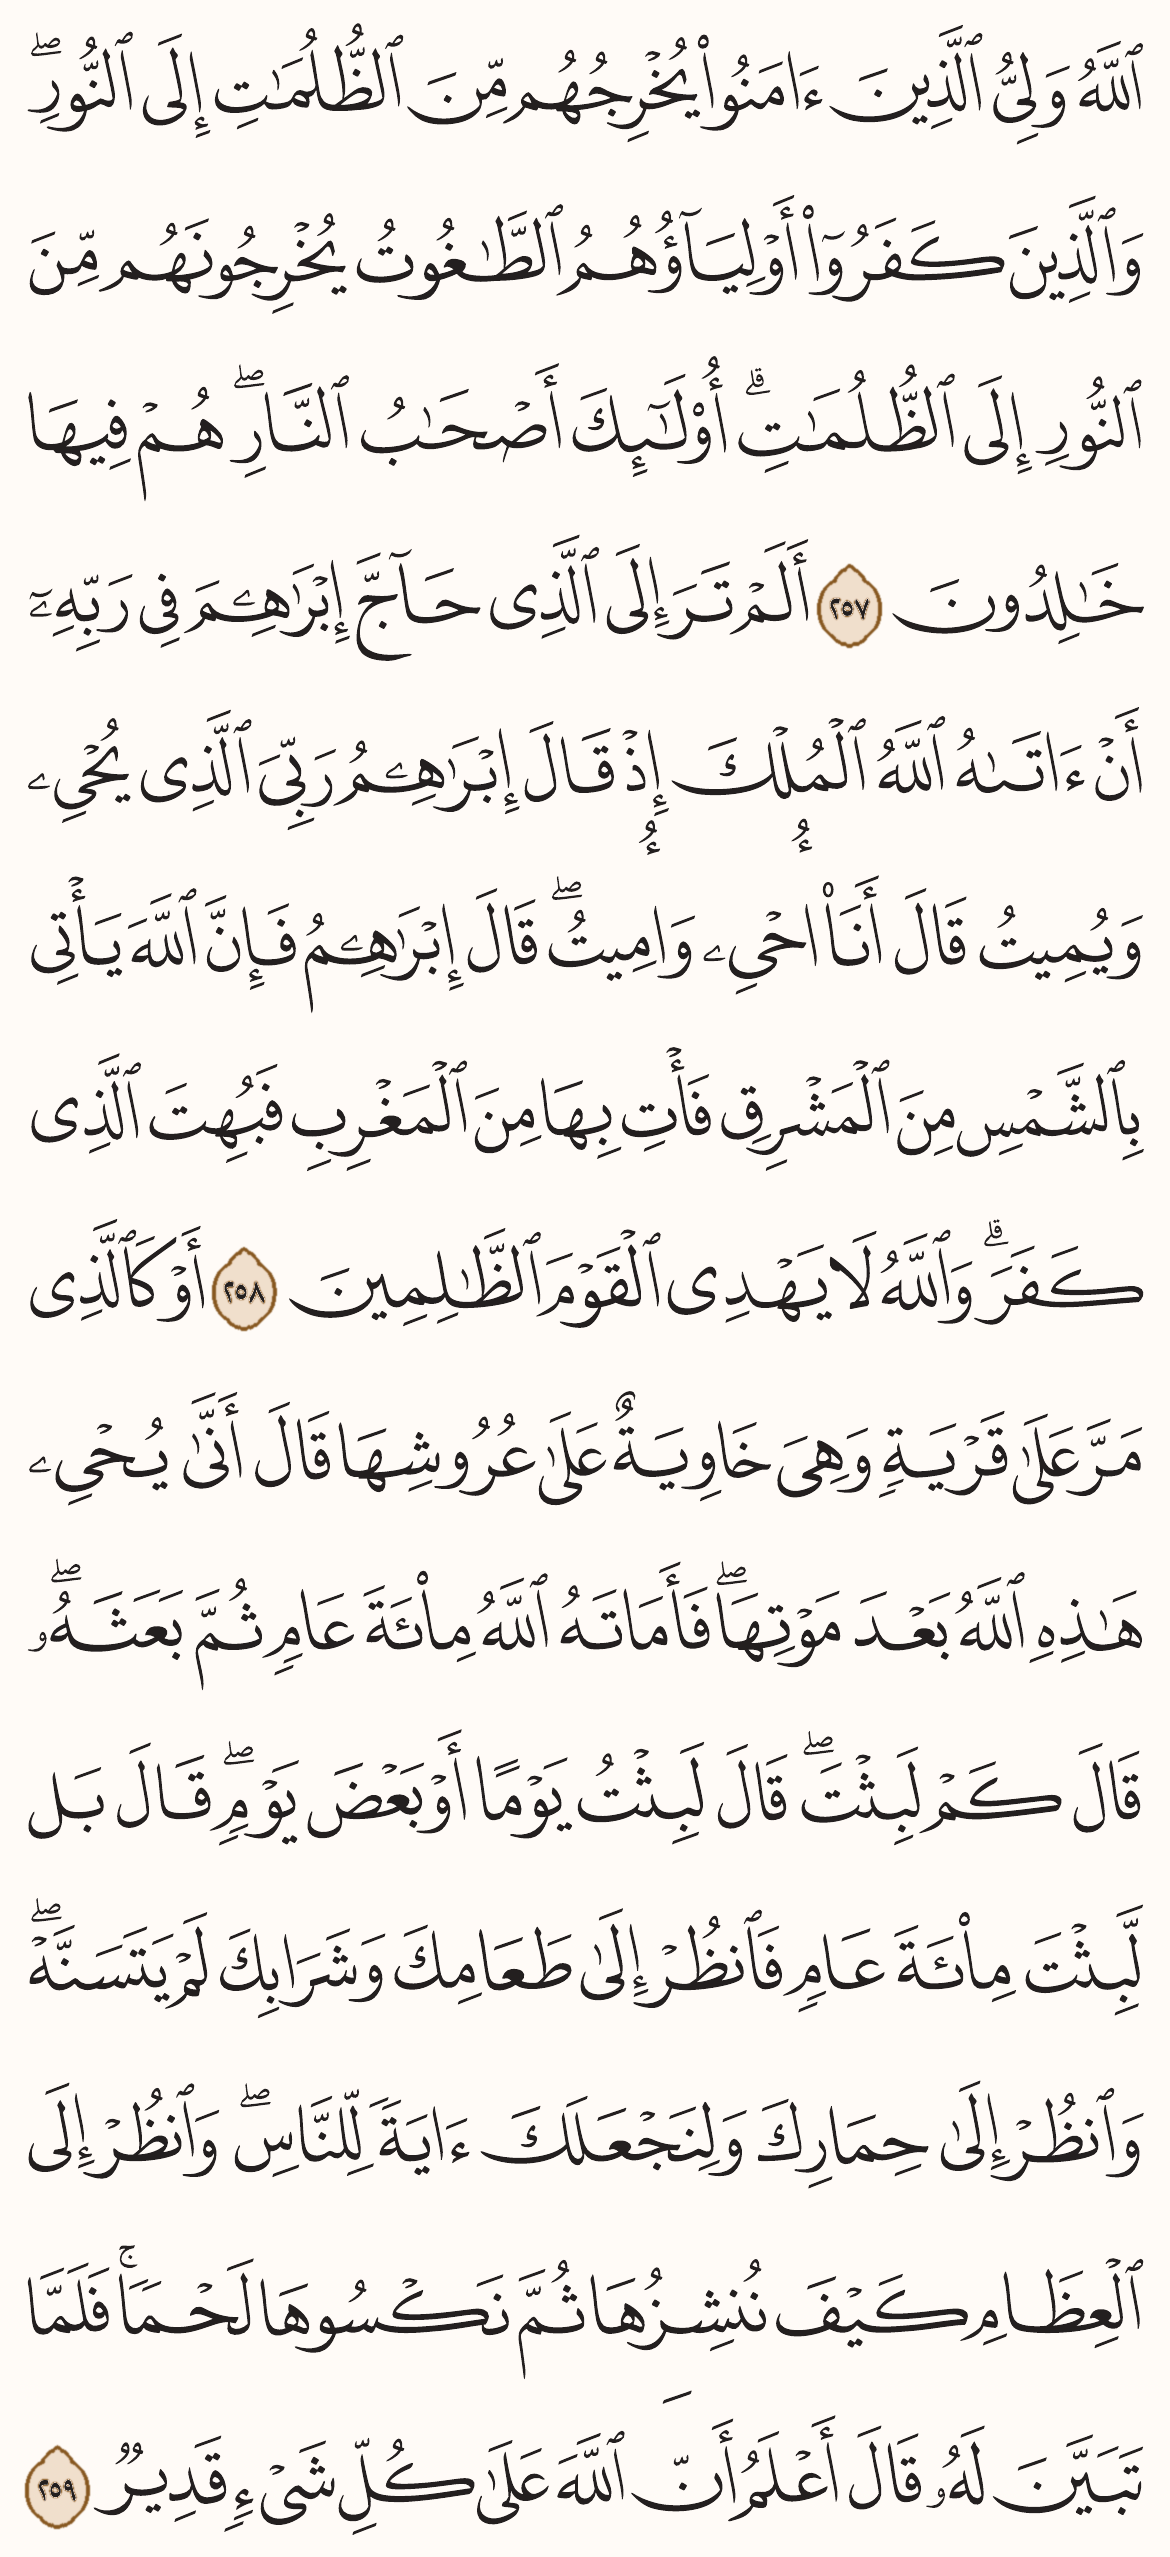 ٱللَّهُ وَلِىُّ ٱلَّذِينَ ءَامَنُوا۟ يُخْرِجُهُم مِّنَ ٱلظُّلُمَـٰتِ إِلَى ٱلنُّورِ ۖ
وَٱلَّذِينَ كَفَرُوٓا۟ أَوْلِيَآؤُهُمُ ٱلطَّـٰغُوتُ يُخْرِجُونَهُم مِّنَ
ٱلنُّورِ إِلَى ٱلظُّلُمَـٰتِ ۗ أُو۟لَـٰٓئِكَ أَصْحَـٰبُ ٱلنَّارِ ۖ هُمْ فِيهَا
خَـٰلِدُونَ ٢٥٧ أَلَمْ تَرَ إِلَى ٱلَّذِى حَآجَّ إِبْرَٰهِـۧمَ فِى رَبِّهِۦٓ
أَنْ ءَاتَىٰهُ ٱللَّهُ ٱلْمُلْكَ إِذْ قَالَ إِبْرَٰهِـۧمُ رَبِّىَ ٱلَّذِى يُحْىِۦ
وَيُمِيتُ قَالَ أَنَا۠ أُحْىِۦ وَأُمِيتُ ۖ قَالَ إِبْرَٰهِـۧمُ فَإِنَّ ٱللَّهَ يَأْتِى
بِٱلشَّمْسِ مِنَ ٱلْمَشْرِقِ فَأْتِ بِهَا مِنَ ٱلْمَغْرِبِ فَبُهِتَ ٱلَّذِى
كَفَرَ ۗ وَٱللَّهُ لَا يَهْدِى ٱلْقَوْمَ ٱلظَّـٰلِمِينَ ٢٥٨ أَوْ كَٱلَّذِى
مَرَّ عَلَىٰ قَرْيَةٍ وَهِىَ خَاوِيَةٌ عَلَىٰ عُرُوشِهَا قَالَ أَنَّىٰ يُحْىِۦ
هَـٰذِهِ ٱللَّهُ بَعْدَ مَوْتِهَا ۖ فَأَمَاتَهُ ٱللَّهُ مِا۟ئَةَ عَامٍ ثُمَّ بَعَثَهُۥ ۖ
قَالَ كَمْ لَبِثْتَ ۖ قَالَ لَبِثْتُ يَوْمًا أَوْ بَعْضَ يَوْمٍ ۖ قَالَ بَل
لَّبِثْتَ مِا۟ئَةَ عَامٍ فَٱنظُرْ إِلَىٰ طَعَامِكَ وَشَرَابِكَ لَمْ يَتَسَنَّهْ ۖ
وَٱنظُرْ إِلَىٰ حِمَارِكَ وَلِنَجْعَلَكَ ءَايَةً لِّلنَّاسِ ۖ وَٱنظُرْ إِلَى
ٱلْعِظَامِ كَيْفَ نُنشِزُهَا ثُمَّ نَكْسُوهَا لَحْمًا ۚ فَلَمَّا
تَبَيَّنَ لَهُۥ قَالَ أَعْلَمُ أَنَّ ٱللَّهَ عَلَىٰ كُلِّ شَىْءٍ قَدِيرٌ ٢٥٩